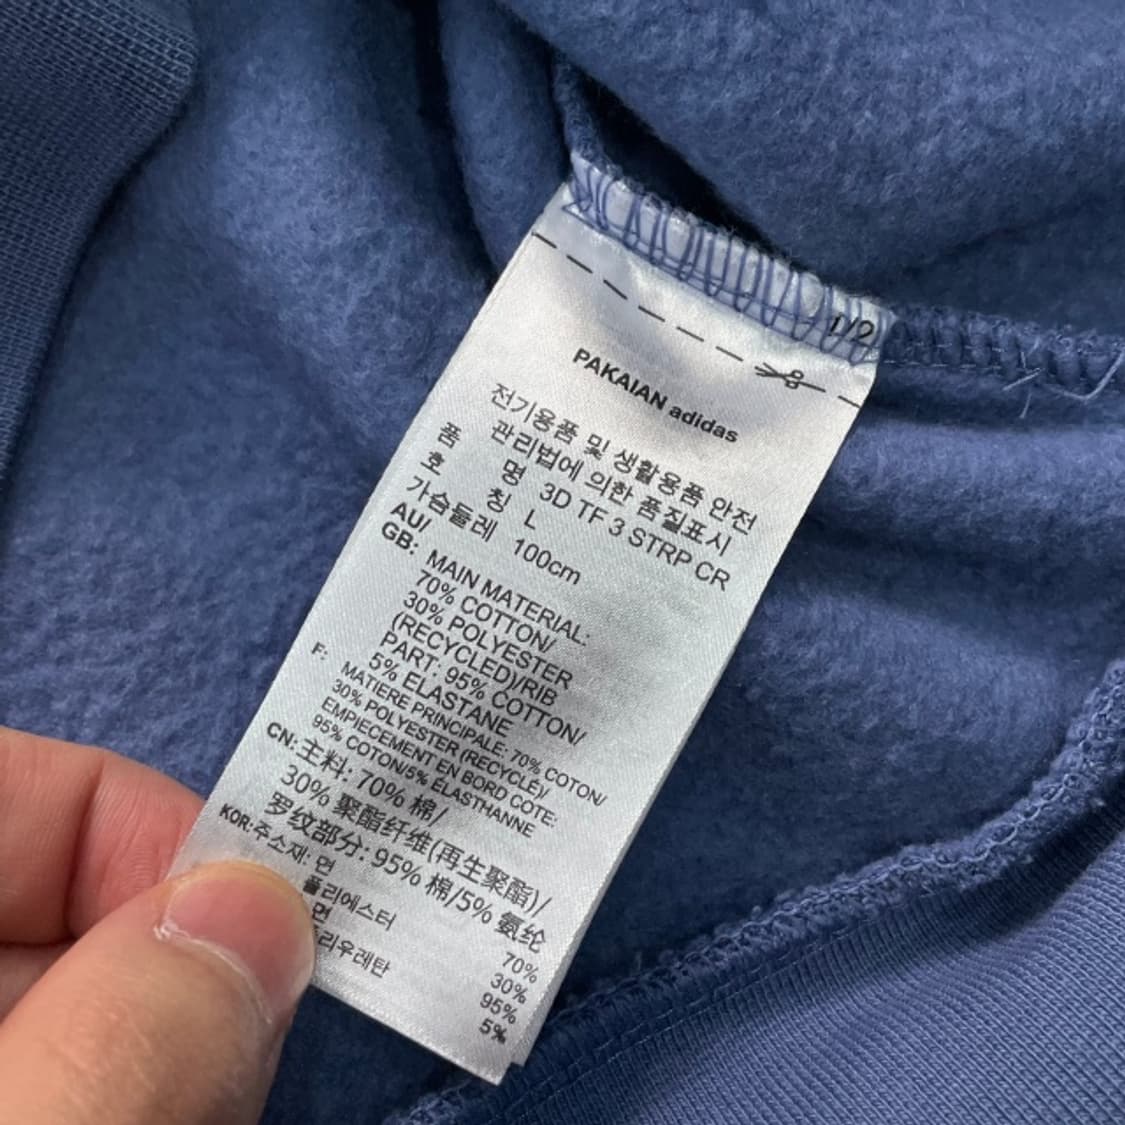 1/2
PAKAIAN adidas
전기용품 및 생활용품 안전
관리법에 의한 품질표시
품 명 3D TF 3 STRP CR
호 칭 L
가슴둘레 100cm
AU/
GB: MAIN MATERIAL:
70% COTTON/
30% POLYESTER
(RECYCLED)/RIB
PART: 95% COTTON/
5% ELASTANE
F: MATIERE PRINCIPALE: 70% COTON/
30% POLYESTER (RECYCLÉ)/
EMPIECEMENT EN BORD COTE:
95% COTON/5% ÉLASTHANNE
CN: 主料: 70% 棉/
30% 聚酯纤维(再生聚酯)/
罗纹部分: 95% 棉/5% 氨纶
KOR: 주소재: 면 70%
폴리에스터 30%
면 95%
폴리우레탄 5%